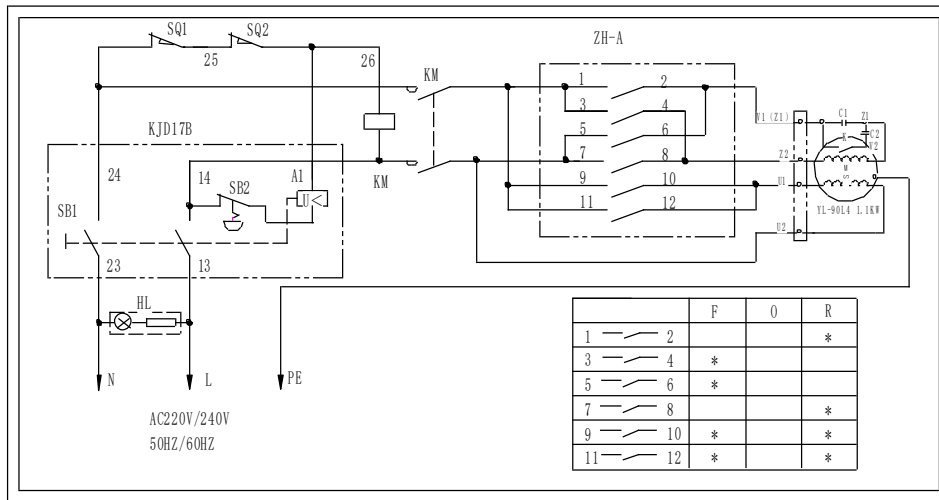 SQ1 SQ2
25
26
KM
ZH-A
1 2
3 4
5 6
7 8
9 10
11 12
V1(Z1)
C1
Z1
C2
K
V2
Z2
M
S
U1
YL-90L4 1.1KW
U2
KJD17B
24
14
SB2
A1
U<
KM
SB1
23
13
HL
N
L
PE
AC220V/240V
50HZ/60HZ
F O R
1 2 *
3 4 *
5 6 *
7 8 *
9 10 * *
11 12 * *